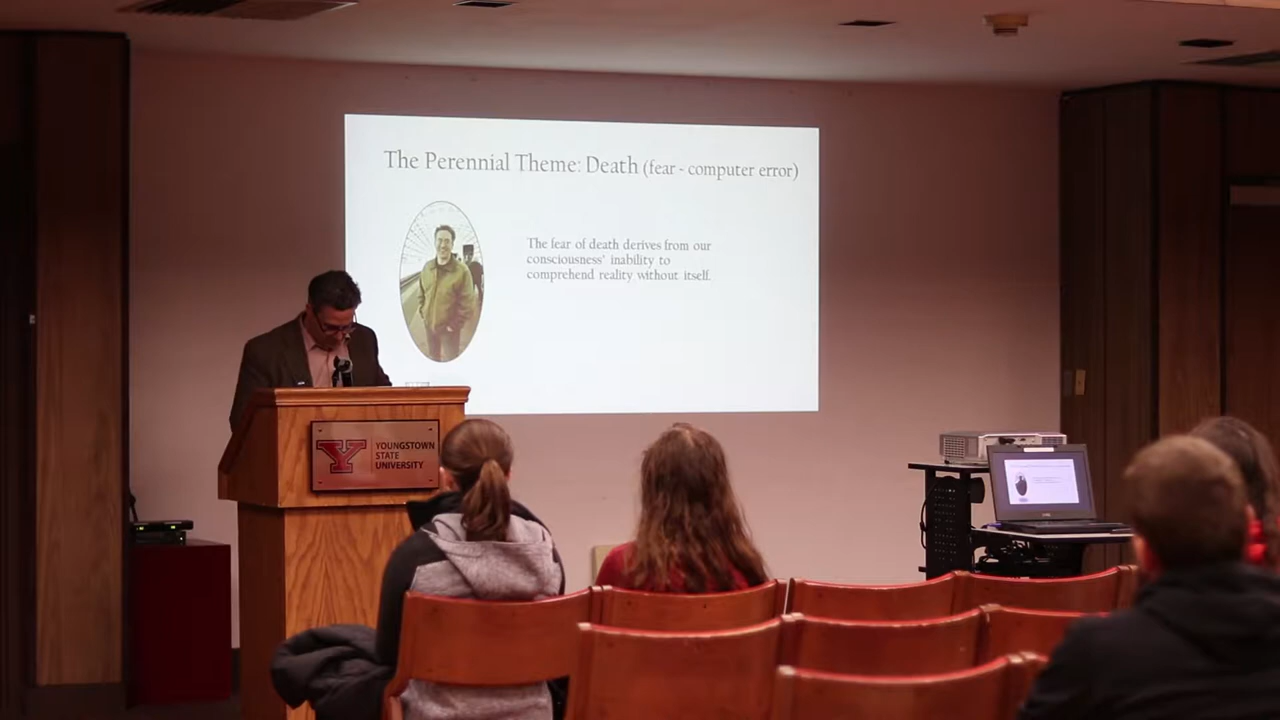 The Perennial Theme: Death (fear - computer error)
The fear of death derives from our
consciousness' inability to
comprehend reality without itself.
Y
YOUNGSTOWN
STATE
UNIVERSITY